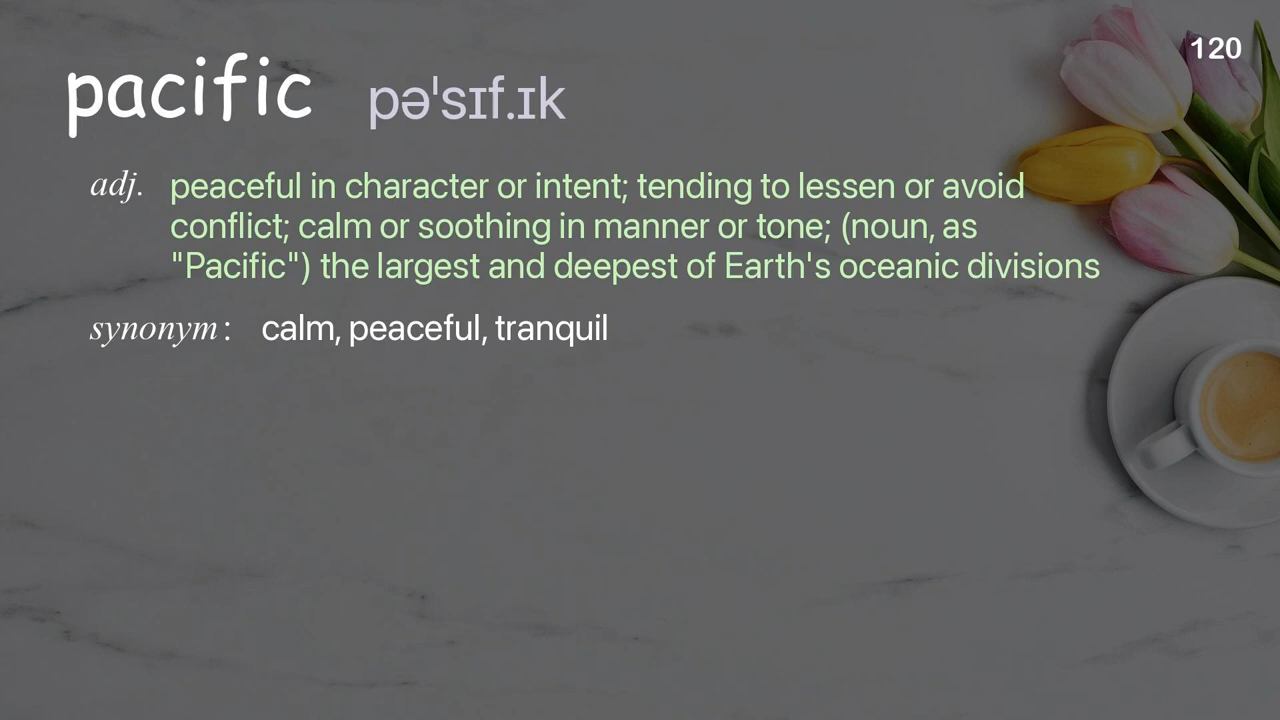 120
pacific pəˈsɪf.ɪk
adj. peaceful in character or intent; tending to lessen or avoid
conflict; calm or soothing in manner or tone; (noun, as
"Pacific") the largest and deepest of Earth's oceanic divisions
synonym: calm, peaceful, tranquil